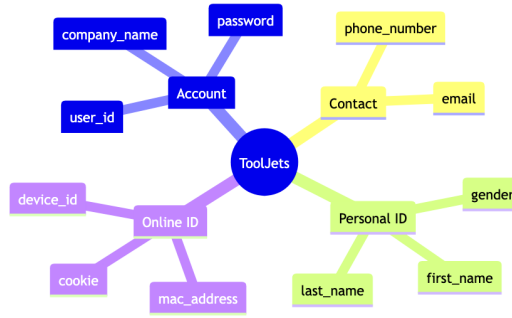 password
company_name
phone_number
Account
Contact
email
user_id
ToolJets
device_id
Online ID
Personal ID
gender
cookie
mac_address
last_name
first_name